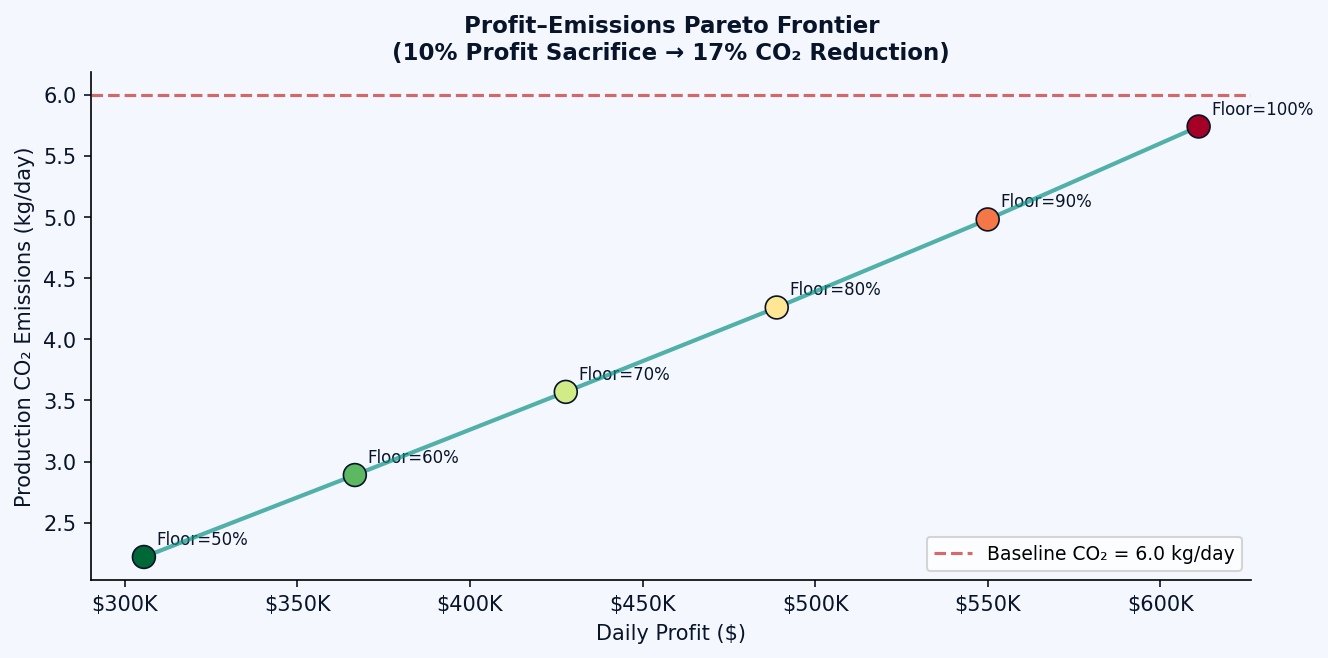 Profit–Emissions Pareto Frontier
(10% Profit Sacrifice → 17% CO₂ Reduction)
Production CO₂ Emissions (kg/day)
6.0
5.5
5.0
4.5
4.0
3.5
3.0
2.5
Floor=100%
Floor=90%
Floor=80%
Floor=70%
Floor=60%
Floor=50%
Baseline CO₂ = 6.0 kg/day
$300K $350K $400K $450K $500K $550K $600K
Daily Profit ($)